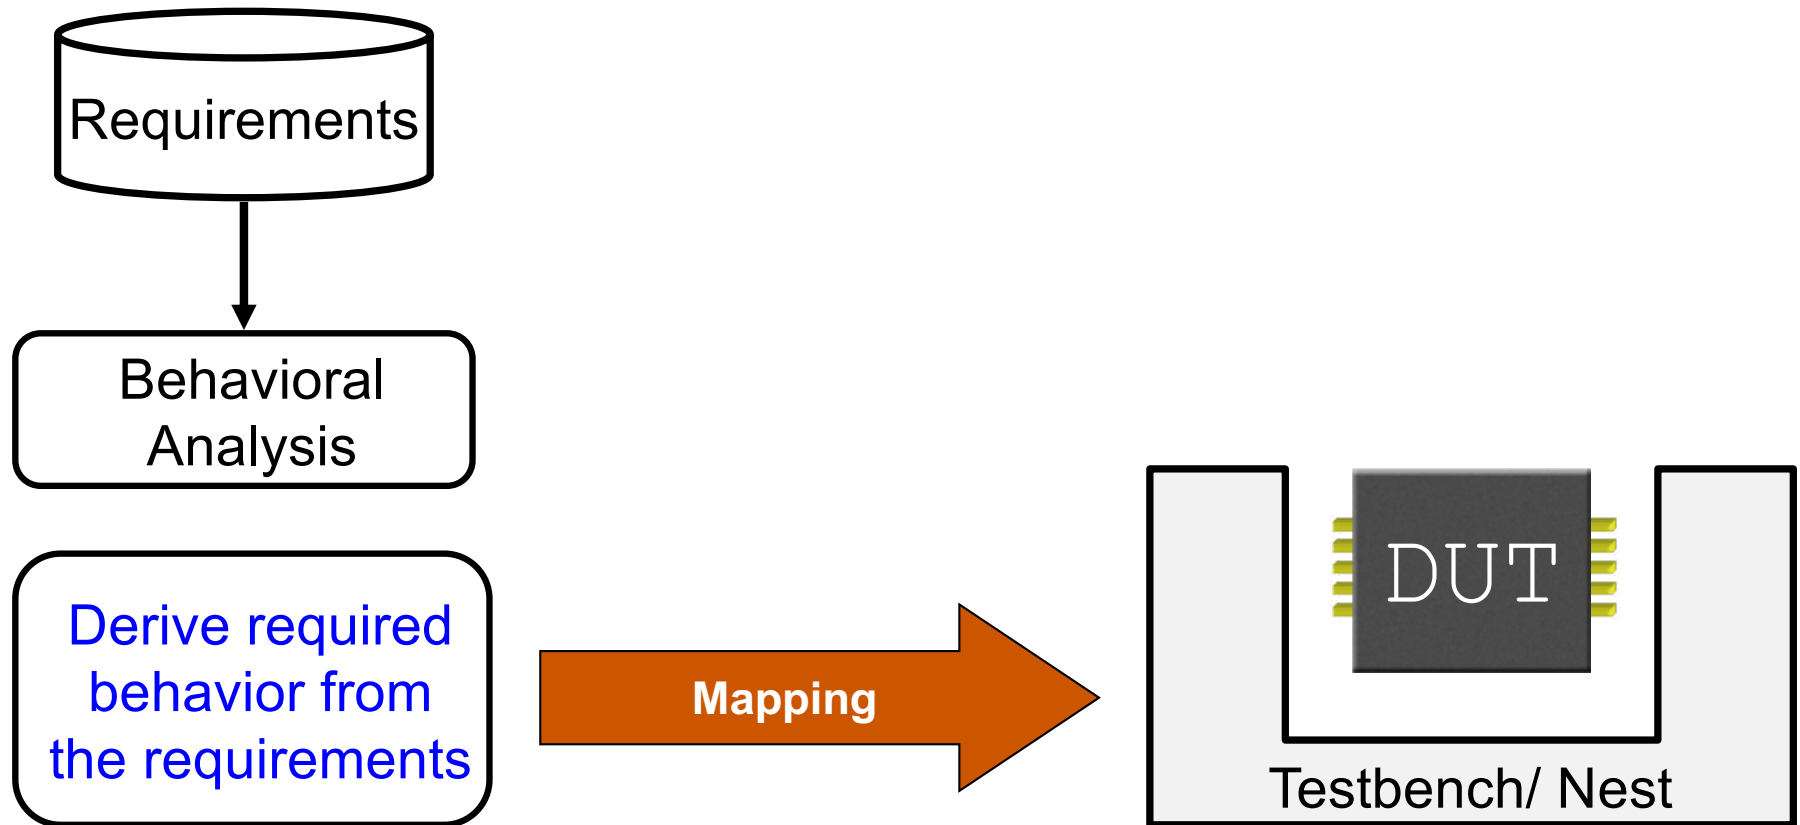 Requirements
Behavioral
Analysis
Derive required
behavior from
the requirements
Mapping
DUT
Testbench/ Nest